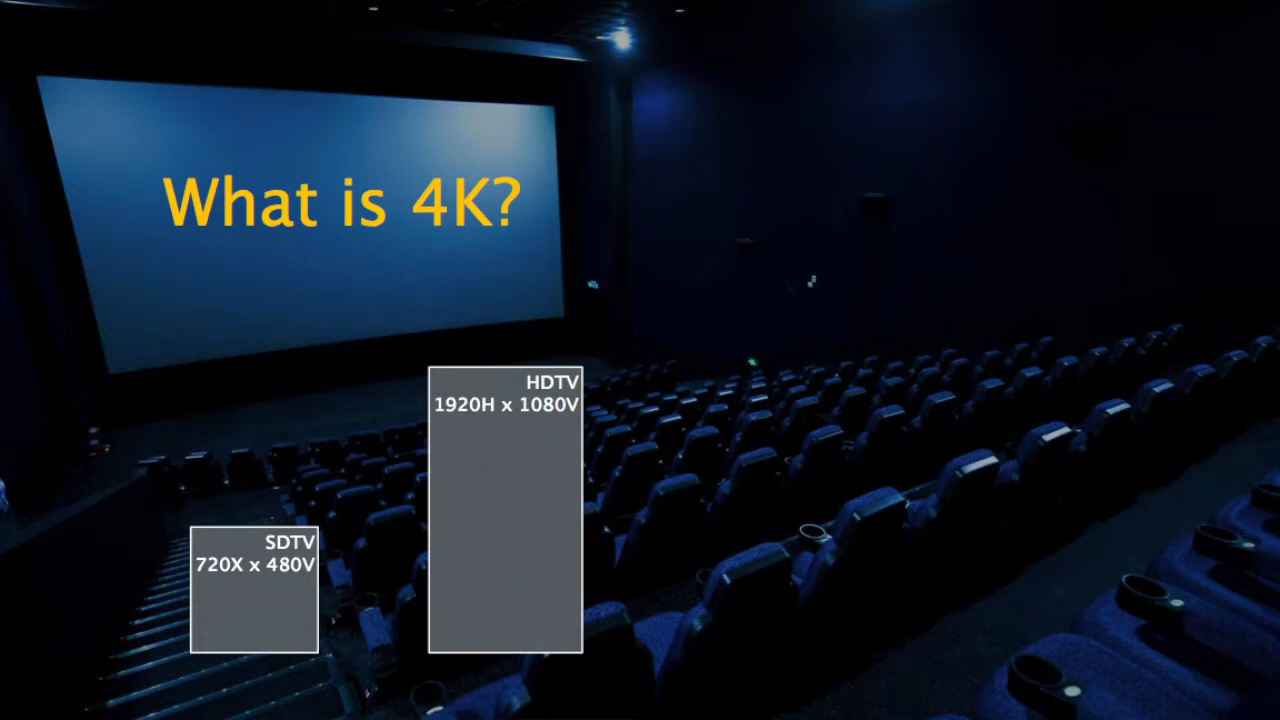 What is 4K?
HDTV
1920H x 1080V
SDTV
720X x 480V